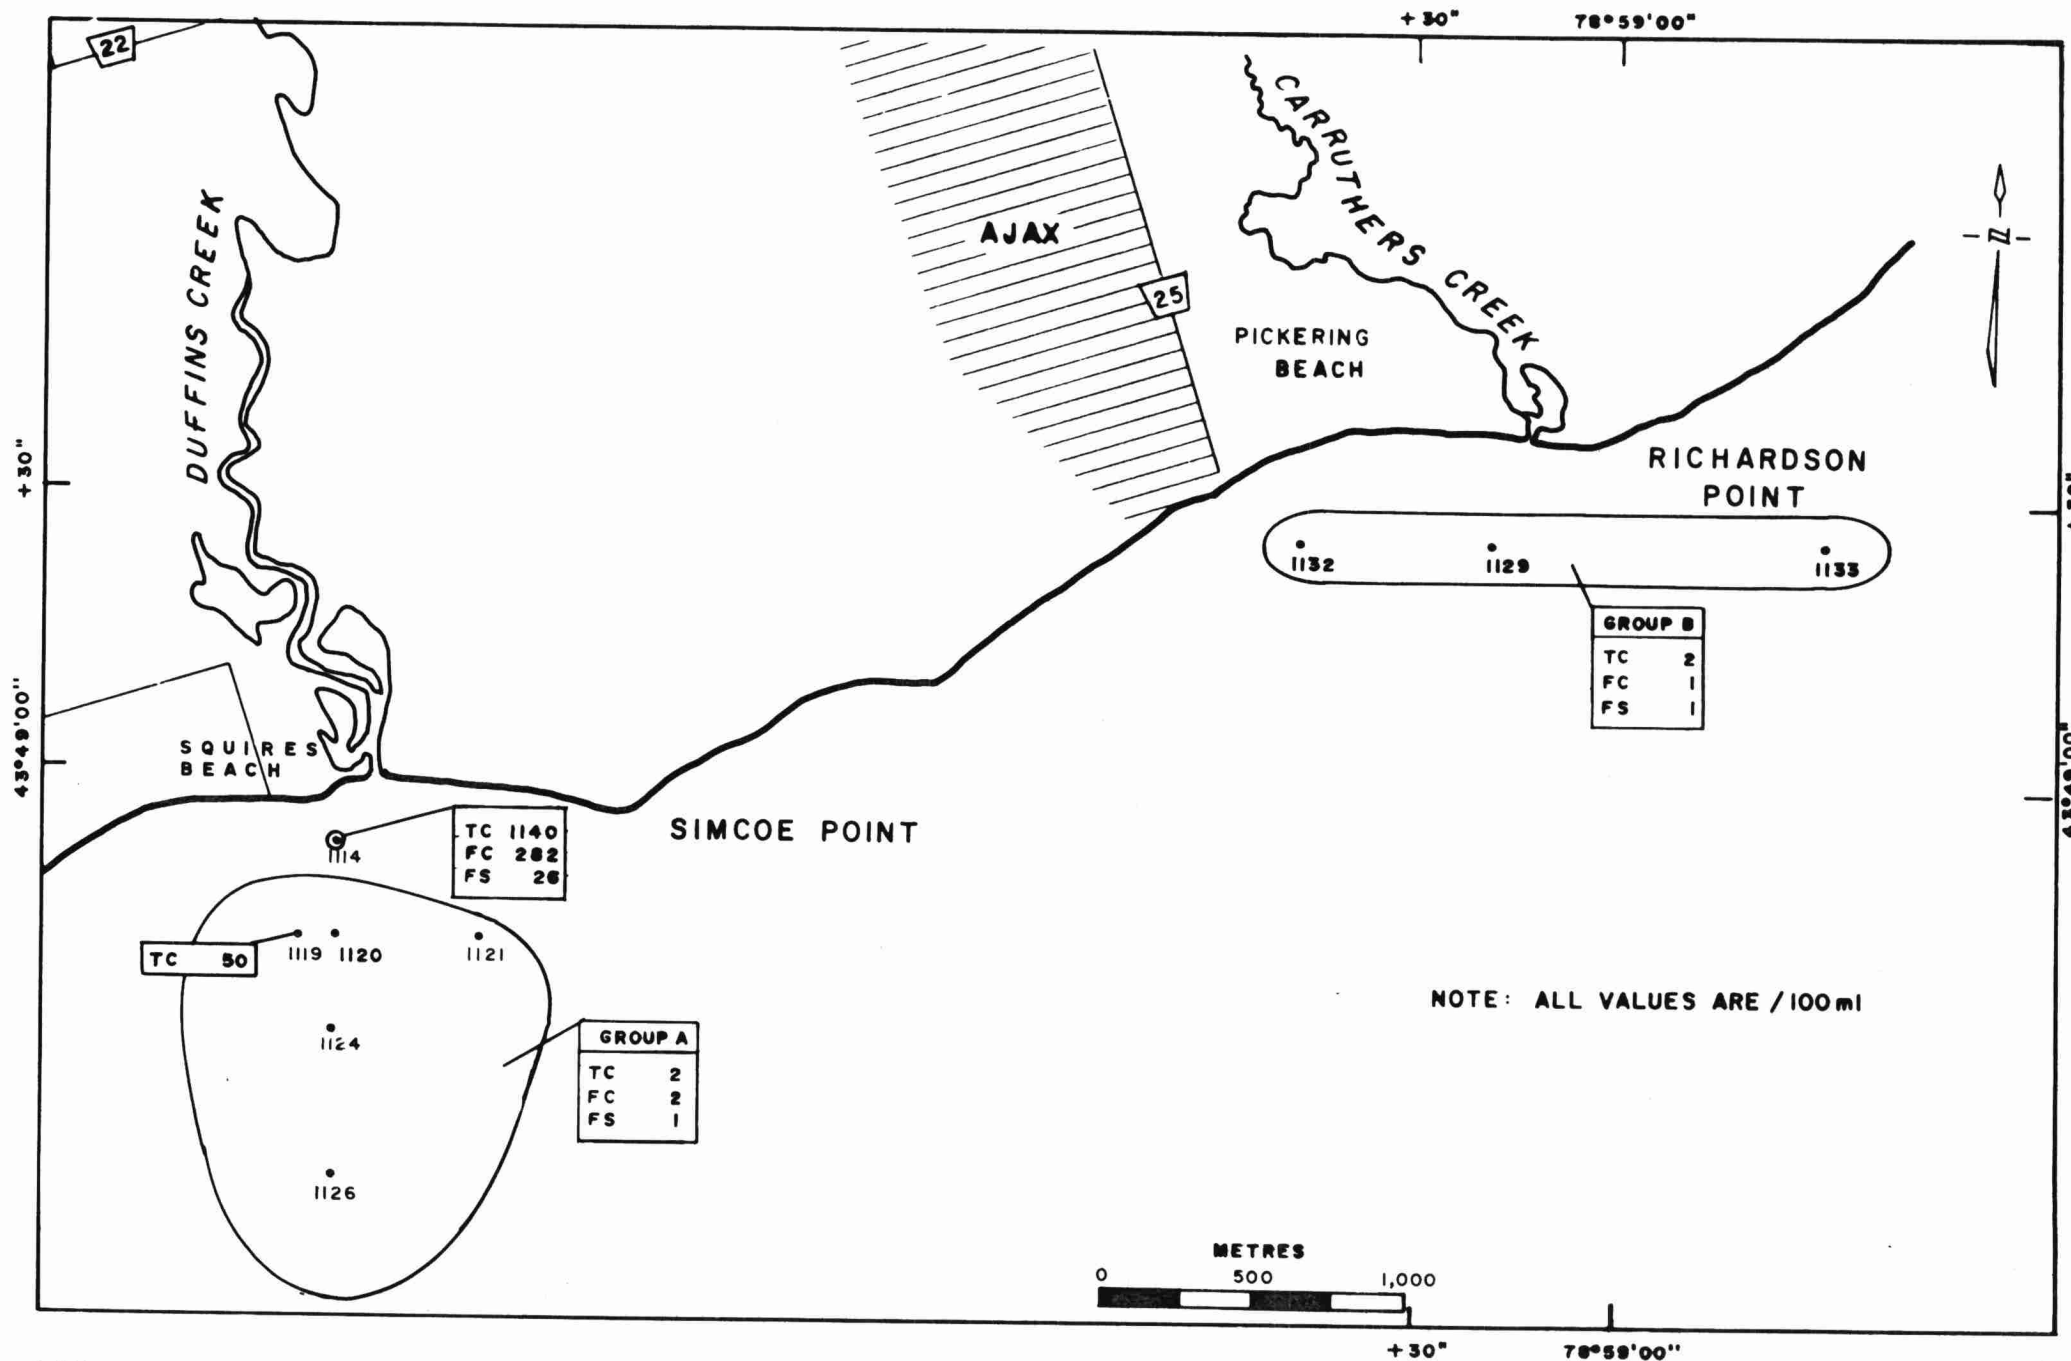 +30" 78°59'00"
22
CARRUTHERS CREEK
DUFFINS CREEK
AJAX
N
25
PICKERING
BEACH
+30"
RICHARDSON
POINT
1132 1129 1133
GROUP B
TC 2
FC 1
FS 1
43°49'00"
43°49'00"
SQUIRES
BEACH
TC 1140
FC 282
FS 26
1114
SIMCOE POINT
TC 50
1119 1120 1121
NOTE: ALL VALUES ARE /100ml
1124
GROUP A
TC 2
FC 2
FS 1
1126
METRES
0 500 1,000
+30" 78°59'00"